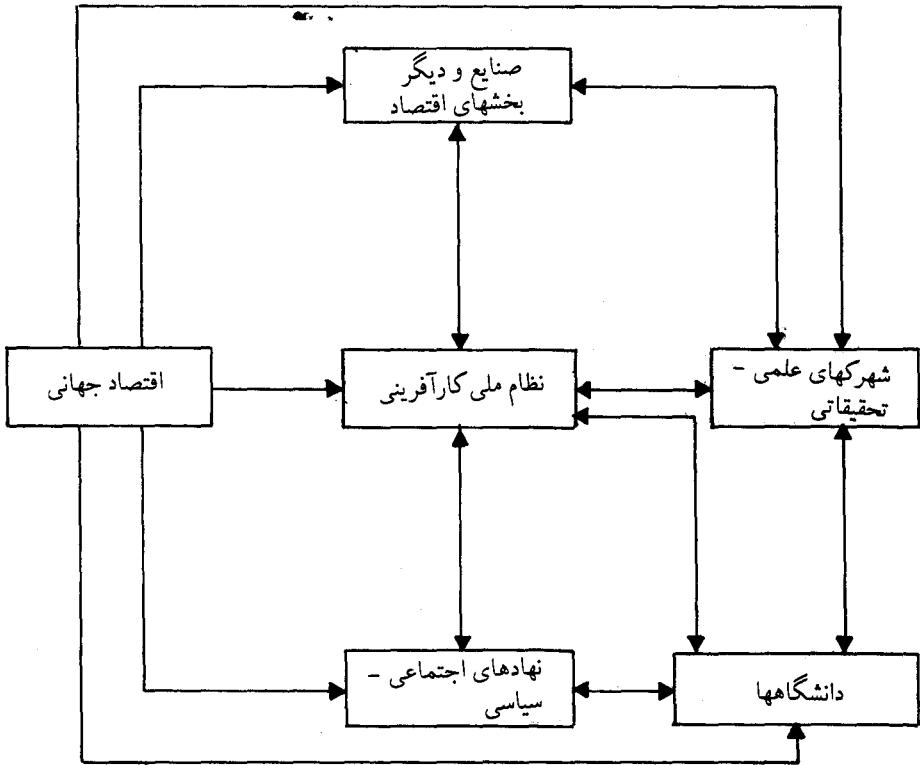 صنایع و دیگر
بخشهای اقتصاد
شهرکهای علمی –
تحقیقاتی
نظام ملی کارآفرینی
اقتصاد جهانی
نهادهای اجتماعی –
سیاسی
دانشگاهها